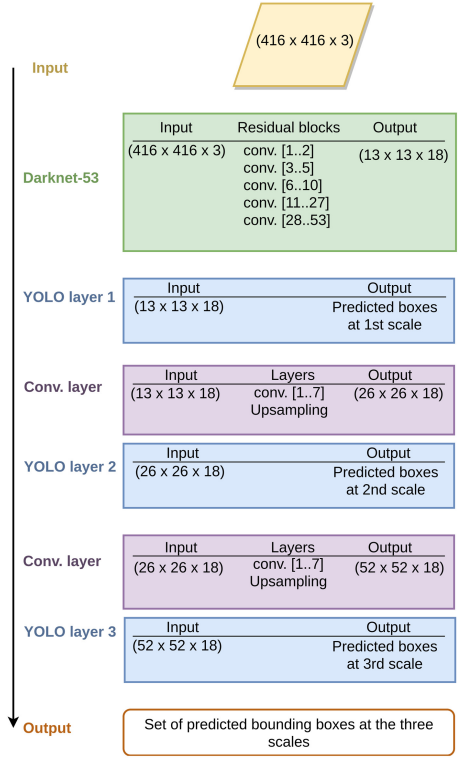 (416 x 416 x 3)
Input
Input Residual blocks Output
(416 x 416 x 3) conv. [1..2] (13 x 13 x 18)
conv. [3..5]
Darknet-53 conv. [6..10]
conv. [11..27]
conv. [28..53]
Input Output
YOLO layer 1 (13 x 13 x 18) Predicted boxes
at 1st scale
Input Layers Output
Conv. layer (13 x 13 x 18) conv. [1..7] (26 x 26 x 18)
Upsampling
Input Output
YOLO layer 2 (26 x 26 x 18) Predicted boxes
at 2nd scale
Input Layers Output
Conv. layer (26 x 26 x 18) conv. [1..7] (52 x 52 x 18)
Upsampling
YOLO layer 3 Input Output
(52 x 52 x 18) Predicted boxes
at 3rd scale
Output Set of predicted bounding boxes at the three
scales